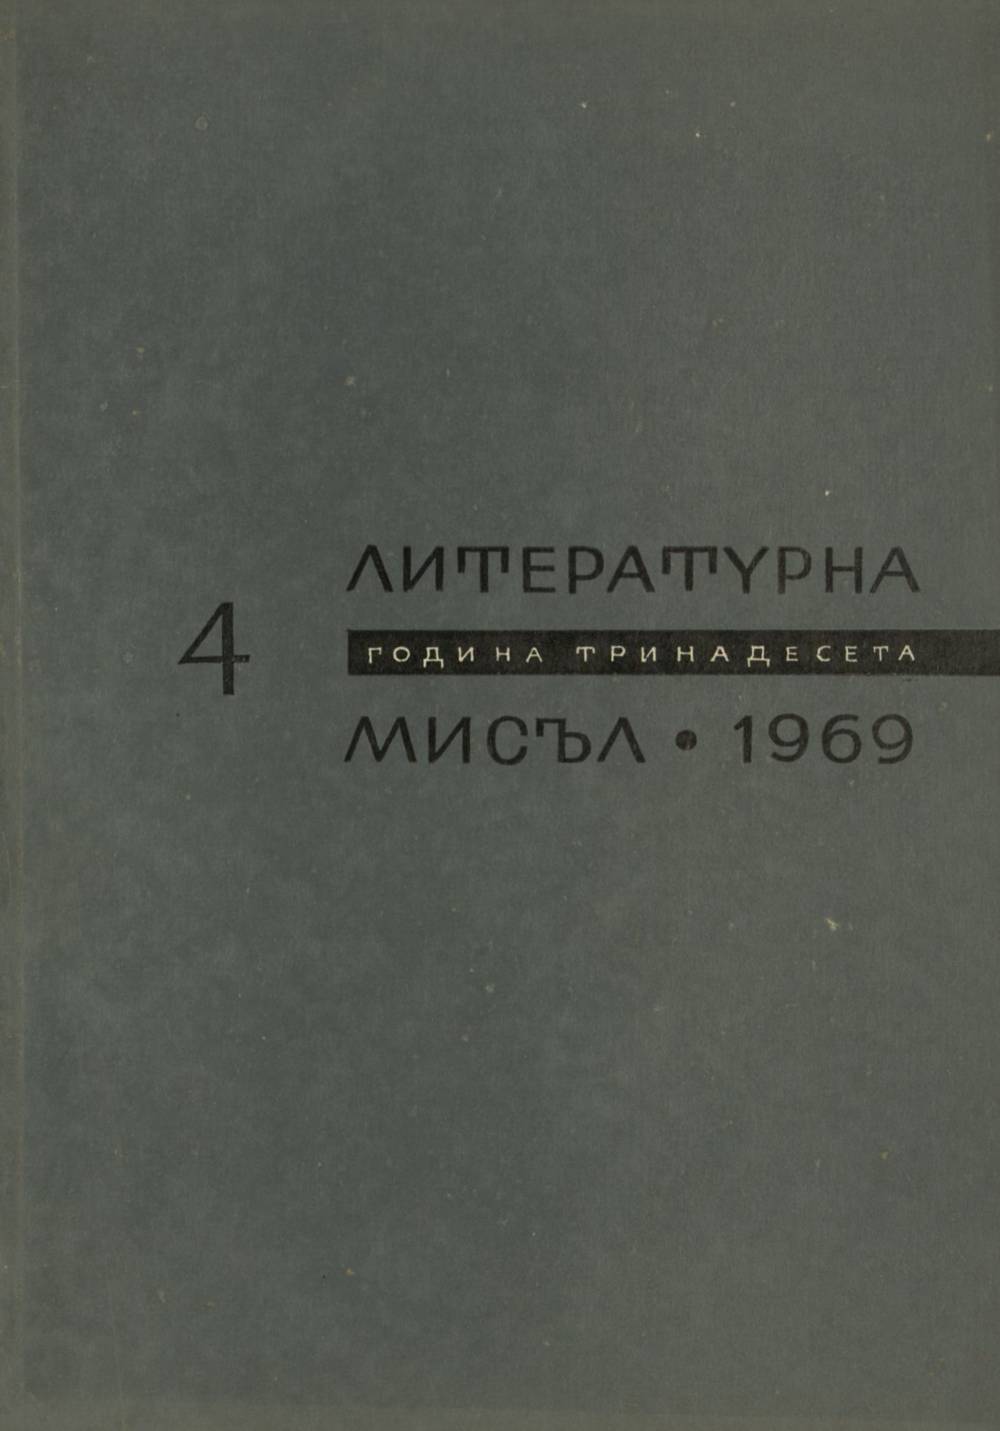 ЛИТЕРАТУРНА
4
ГОДИНА ТРИНАДЕСЕТА
МИСЪЛ • 1969